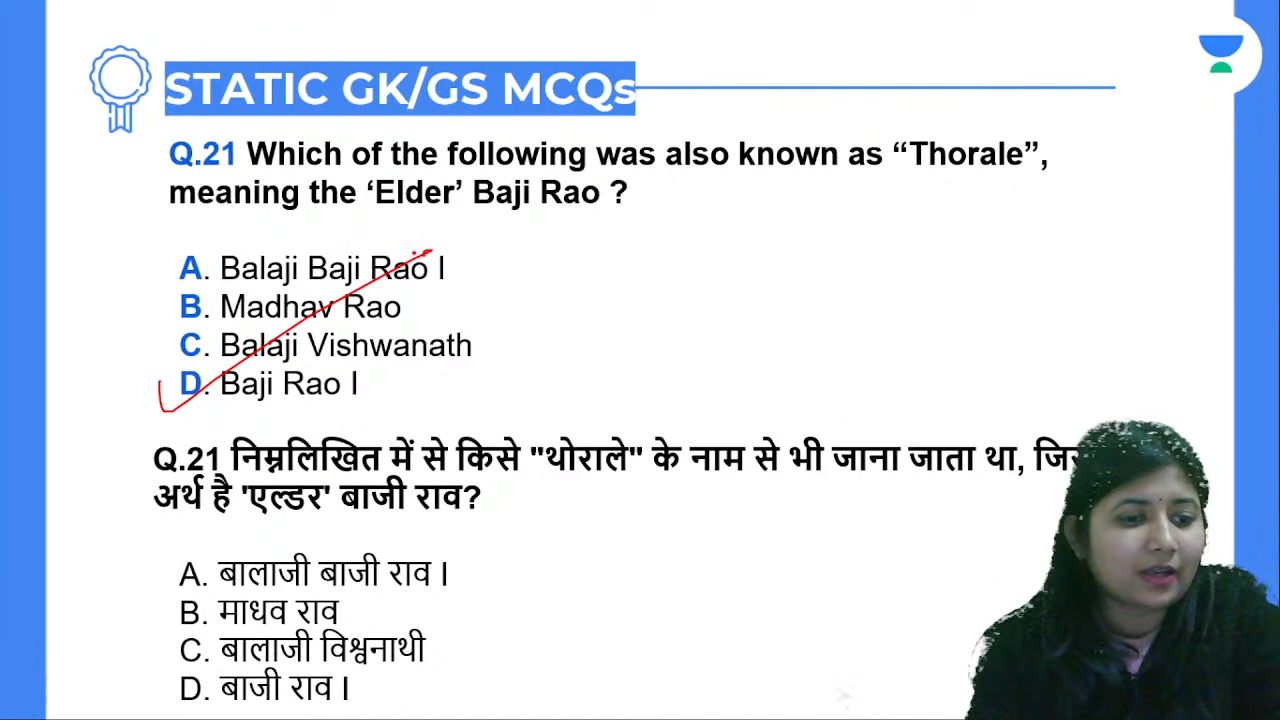 STATIC GK/GS MCQs
Q.21 Which of the following was also known as “Thorale”,
meaning the ‘Elder’ Baji Rao ?
A. Balaji Baji Rao I
B. Madhav Rao
C. Balaji Vishwanath
D. Baji Rao I
Q.21 निम्नलिखित में से किसे "थोराले" के नाम से भी जाना जाता था,
अर्थ है 'एल्डर' बाजी राव?
A. बालाजी बाजी राव I
B. माधव राव
C. बालाजी विश्वनाथी
D. बाजी राव I